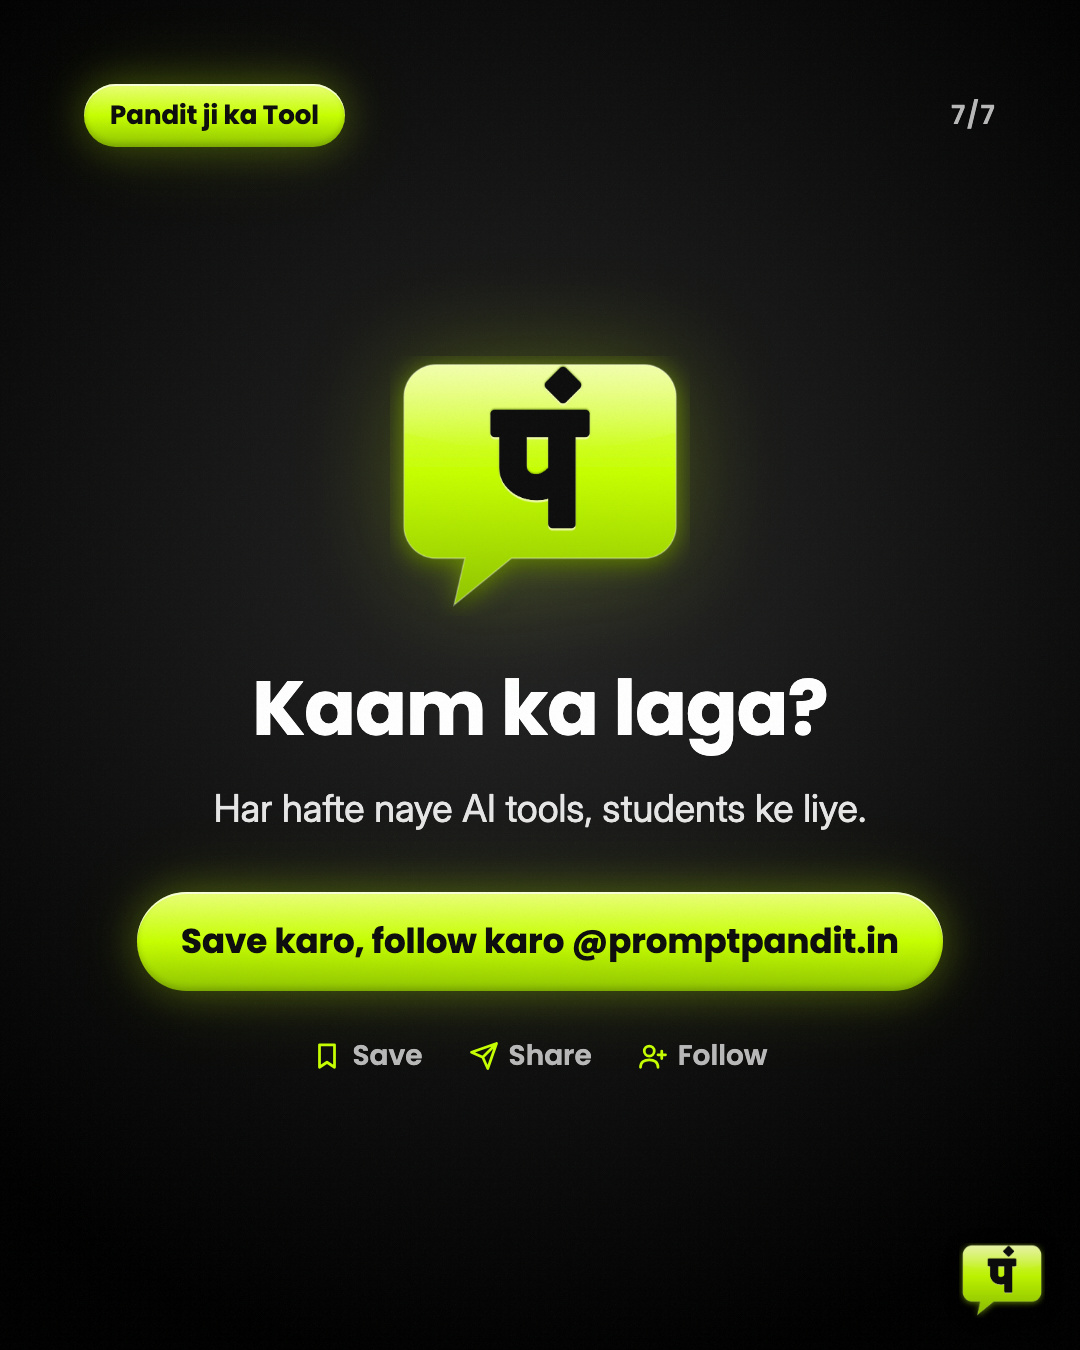 Pandit ji ka Tool
7/7
पं
Kaam ka laga?
Har hafte naye AI tools, students ke liye.
Save karo, follow karo @promptpandit.in
Save Share Follow
पं